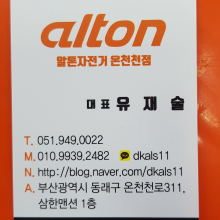 alton
알톤자전거 온천천점
대표 유재술
T. 051.949.0022
M. 010.9939.2482 dkals11
N. http://blog.naver.com/dkals11
A. 부산광역시 동래구 온천천로311,
삼한맨션 1층